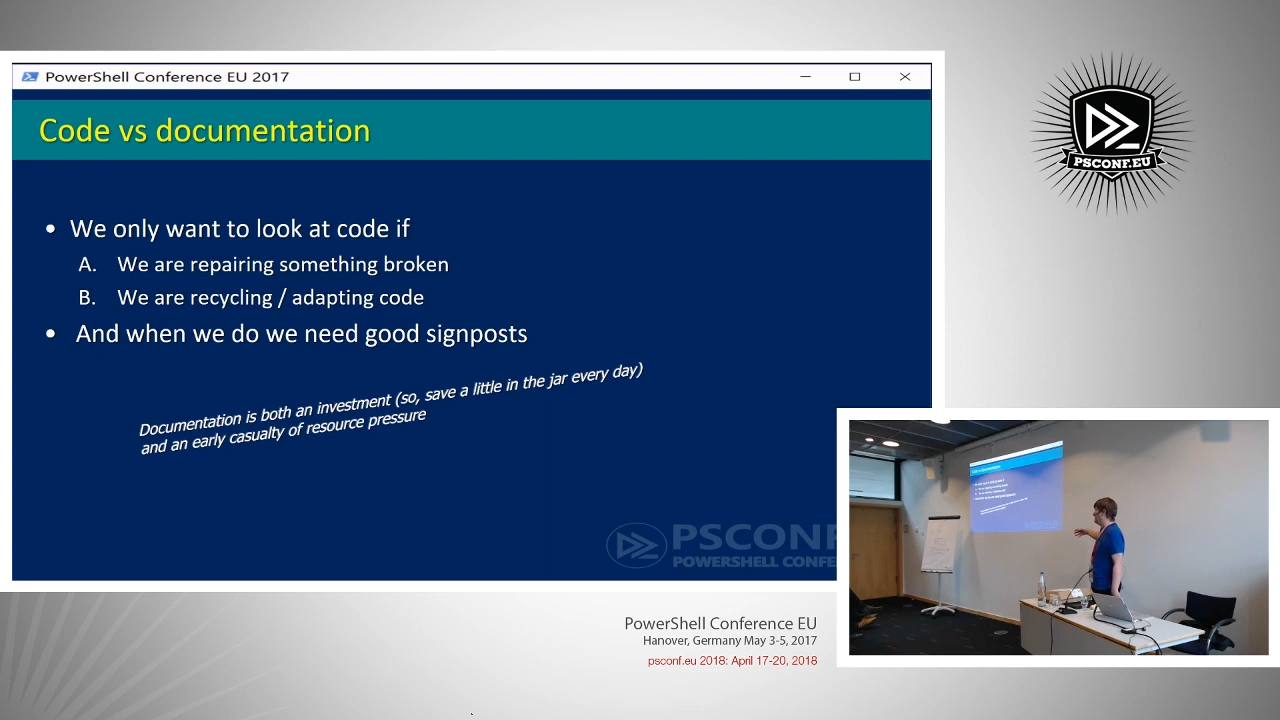 PowerShell Conference EU 2017
Code vs documentation
• We only want to look at code if
A. We are repairing something broken
B. We are recycling / adapting code
• And when we do we need good signposts
Documentation is both an investment (so, save a little in the jar every day)
and an early casualty of resource pressure
PSCONF
POWERSHELL CONFE
PSCONF.EU
PowerShell Conference EU
Hanover, Germany May 3-5, 2017
psconf.eu 2018: April 17-20, 2018